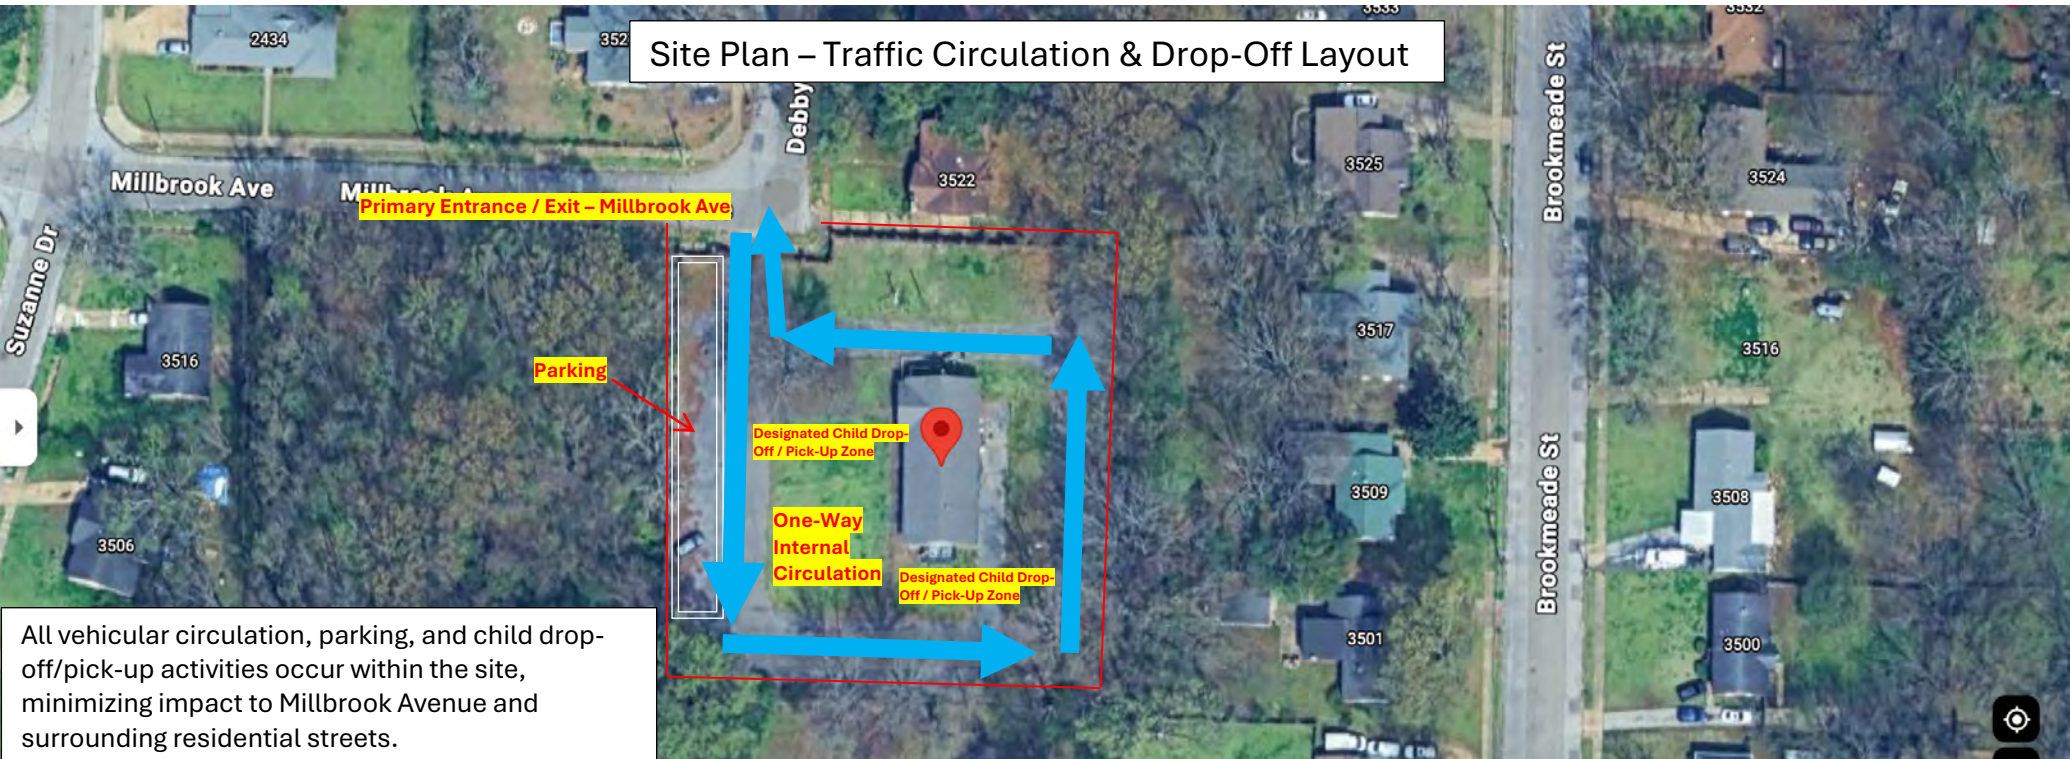 3533
3532
2434
352
Site Plan – Traffic Circulation & Drop-Off Layout
Debby
Brookmeade St
3525
3522
3524
Millbrook Ave
Primary Entrance / Exit – Millbrook Ave
Suzanne Dr
3516
3517
3516
Parking
Designated Child Drop-
Off / Pick-Up Zone
3509
3508
Brookmeade St
One-Way
Internal
Circulation
3506
Designated Child Drop-
Off / Pick-Up Zone
3501
3500
All vehicular circulation, parking, and child drop-
off/pick-up activities occur within the site,
minimizing impact to Millbrook Avenue and
surrounding residential streets.